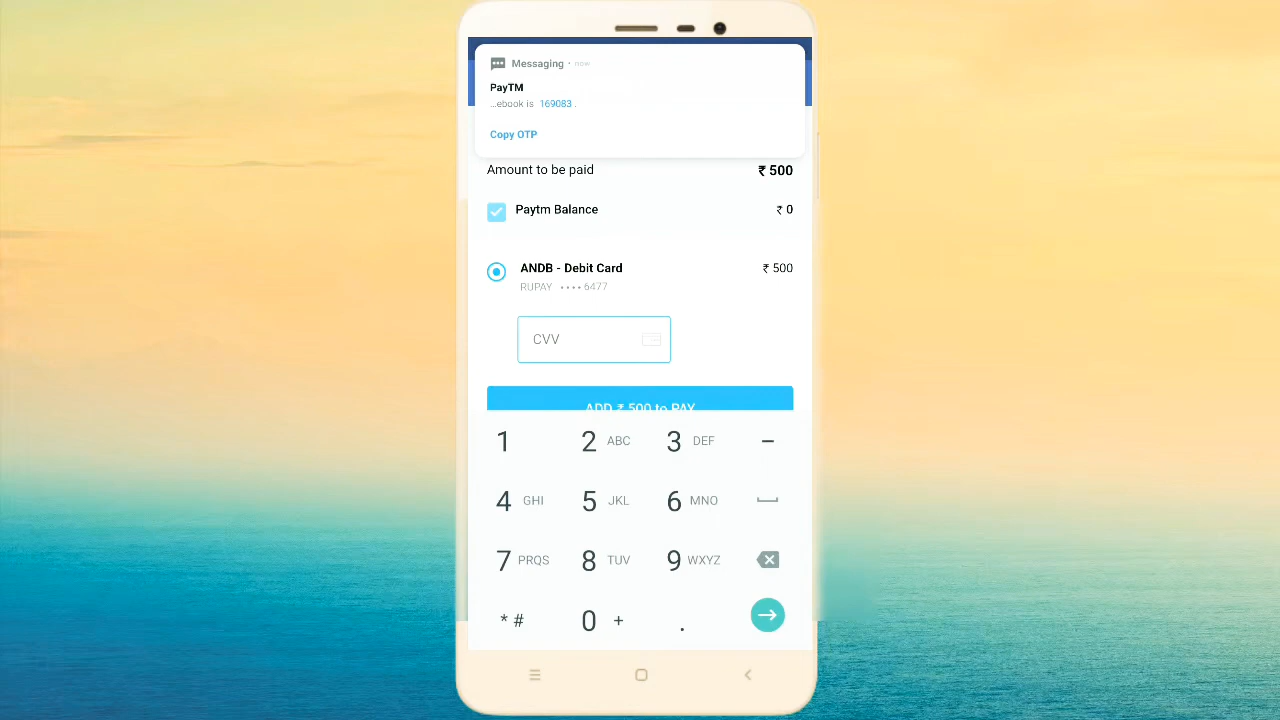 Messaging • now
PayTM
...ebook is 169083 .
Copy OTP
Amount to be paid ₹ 500
Paytm Balance ₹ 0
ANDB - Debit Card ₹ 500
RUPAY •••• 6477
CVV
ADD ₹ 500 to PAY
1 2 ABC 3 DEF –
4 GHI 5 JKL 6 MNO
7 PRQS 8 TUV 9 WXYZ
* # 0 + .